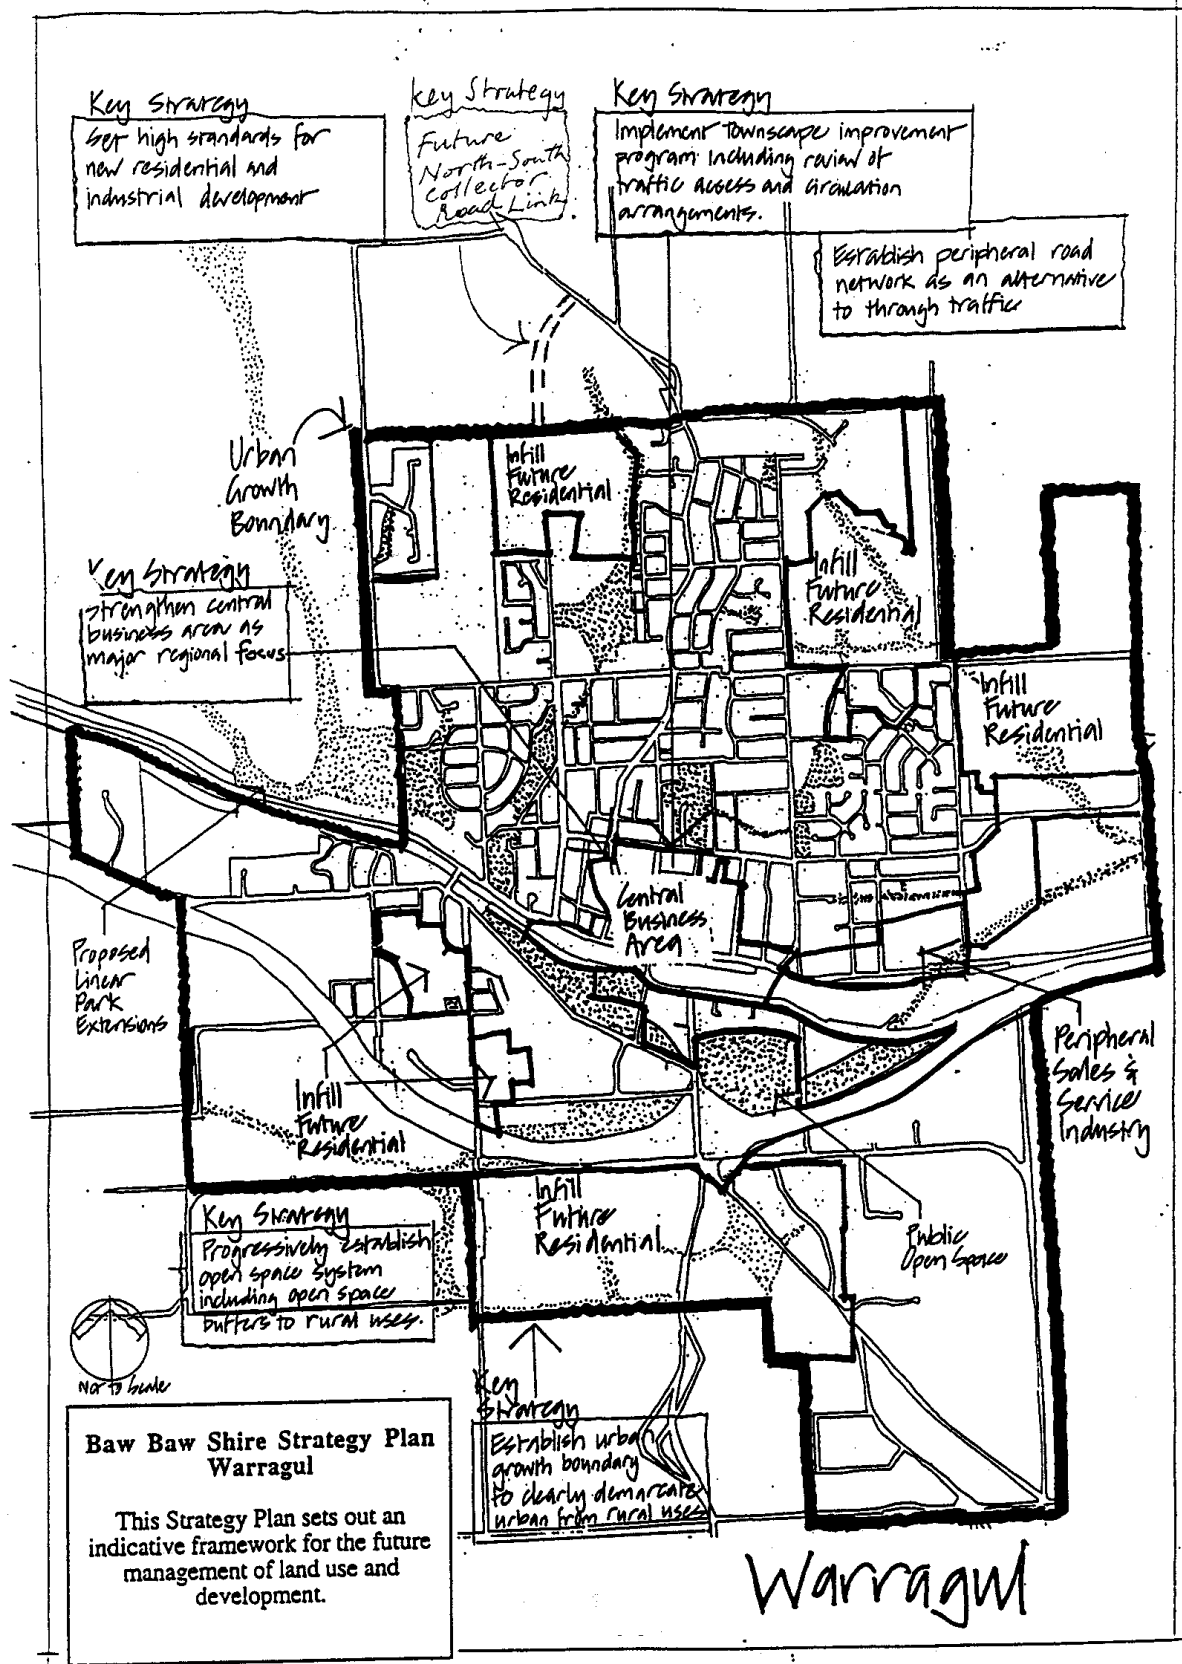 Key Strategy
Set high standards for
new residential and
industrial development
Key Strategy
Future
North-South
Collector
Road Link
Key Strategy
Implement Townscape improvement
program including review of
traffic access and circulation
arrangements.
Establish peripheral road
network as an alternative
to through traffic
Urban
Growth
Boundary
Infill
Future
Residential
Infill
Future
Residential
Key Strategy
Strengthen central
business area as
major regional focus
Infill
Future
Residential
Central
Business
Area
Proposed
Linear
Park
Extensions
Peripheral
Sales &
Service
Industry
Infill
Future
Residential
Infill
Future
Residential
Public
Open Space
Key Strategy
Progressively establish
open space system
including open space
buffers to rural uses.
Not to Scale
Key
Strategy
Establish urban
growth boundary
to clearly demarcate
urban from rural uses
Baw Baw Shire Strategy Plan
Warragul
This Strategy Plan sets out an
indicative framework for the future
management of land use and
development.
Warragul